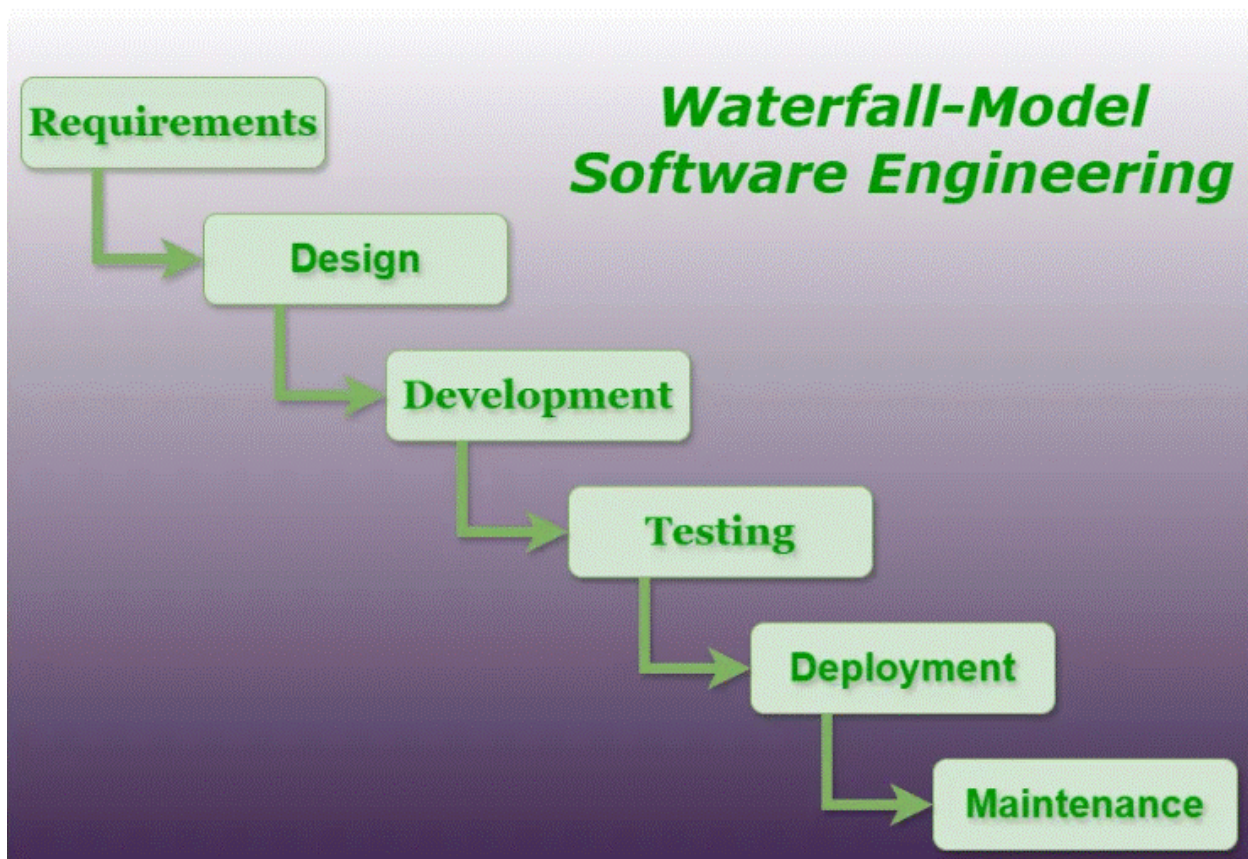 Waterfall-Model
Software Engineering
Requirements
Design
Development
Testing
Deployment
Maintenance